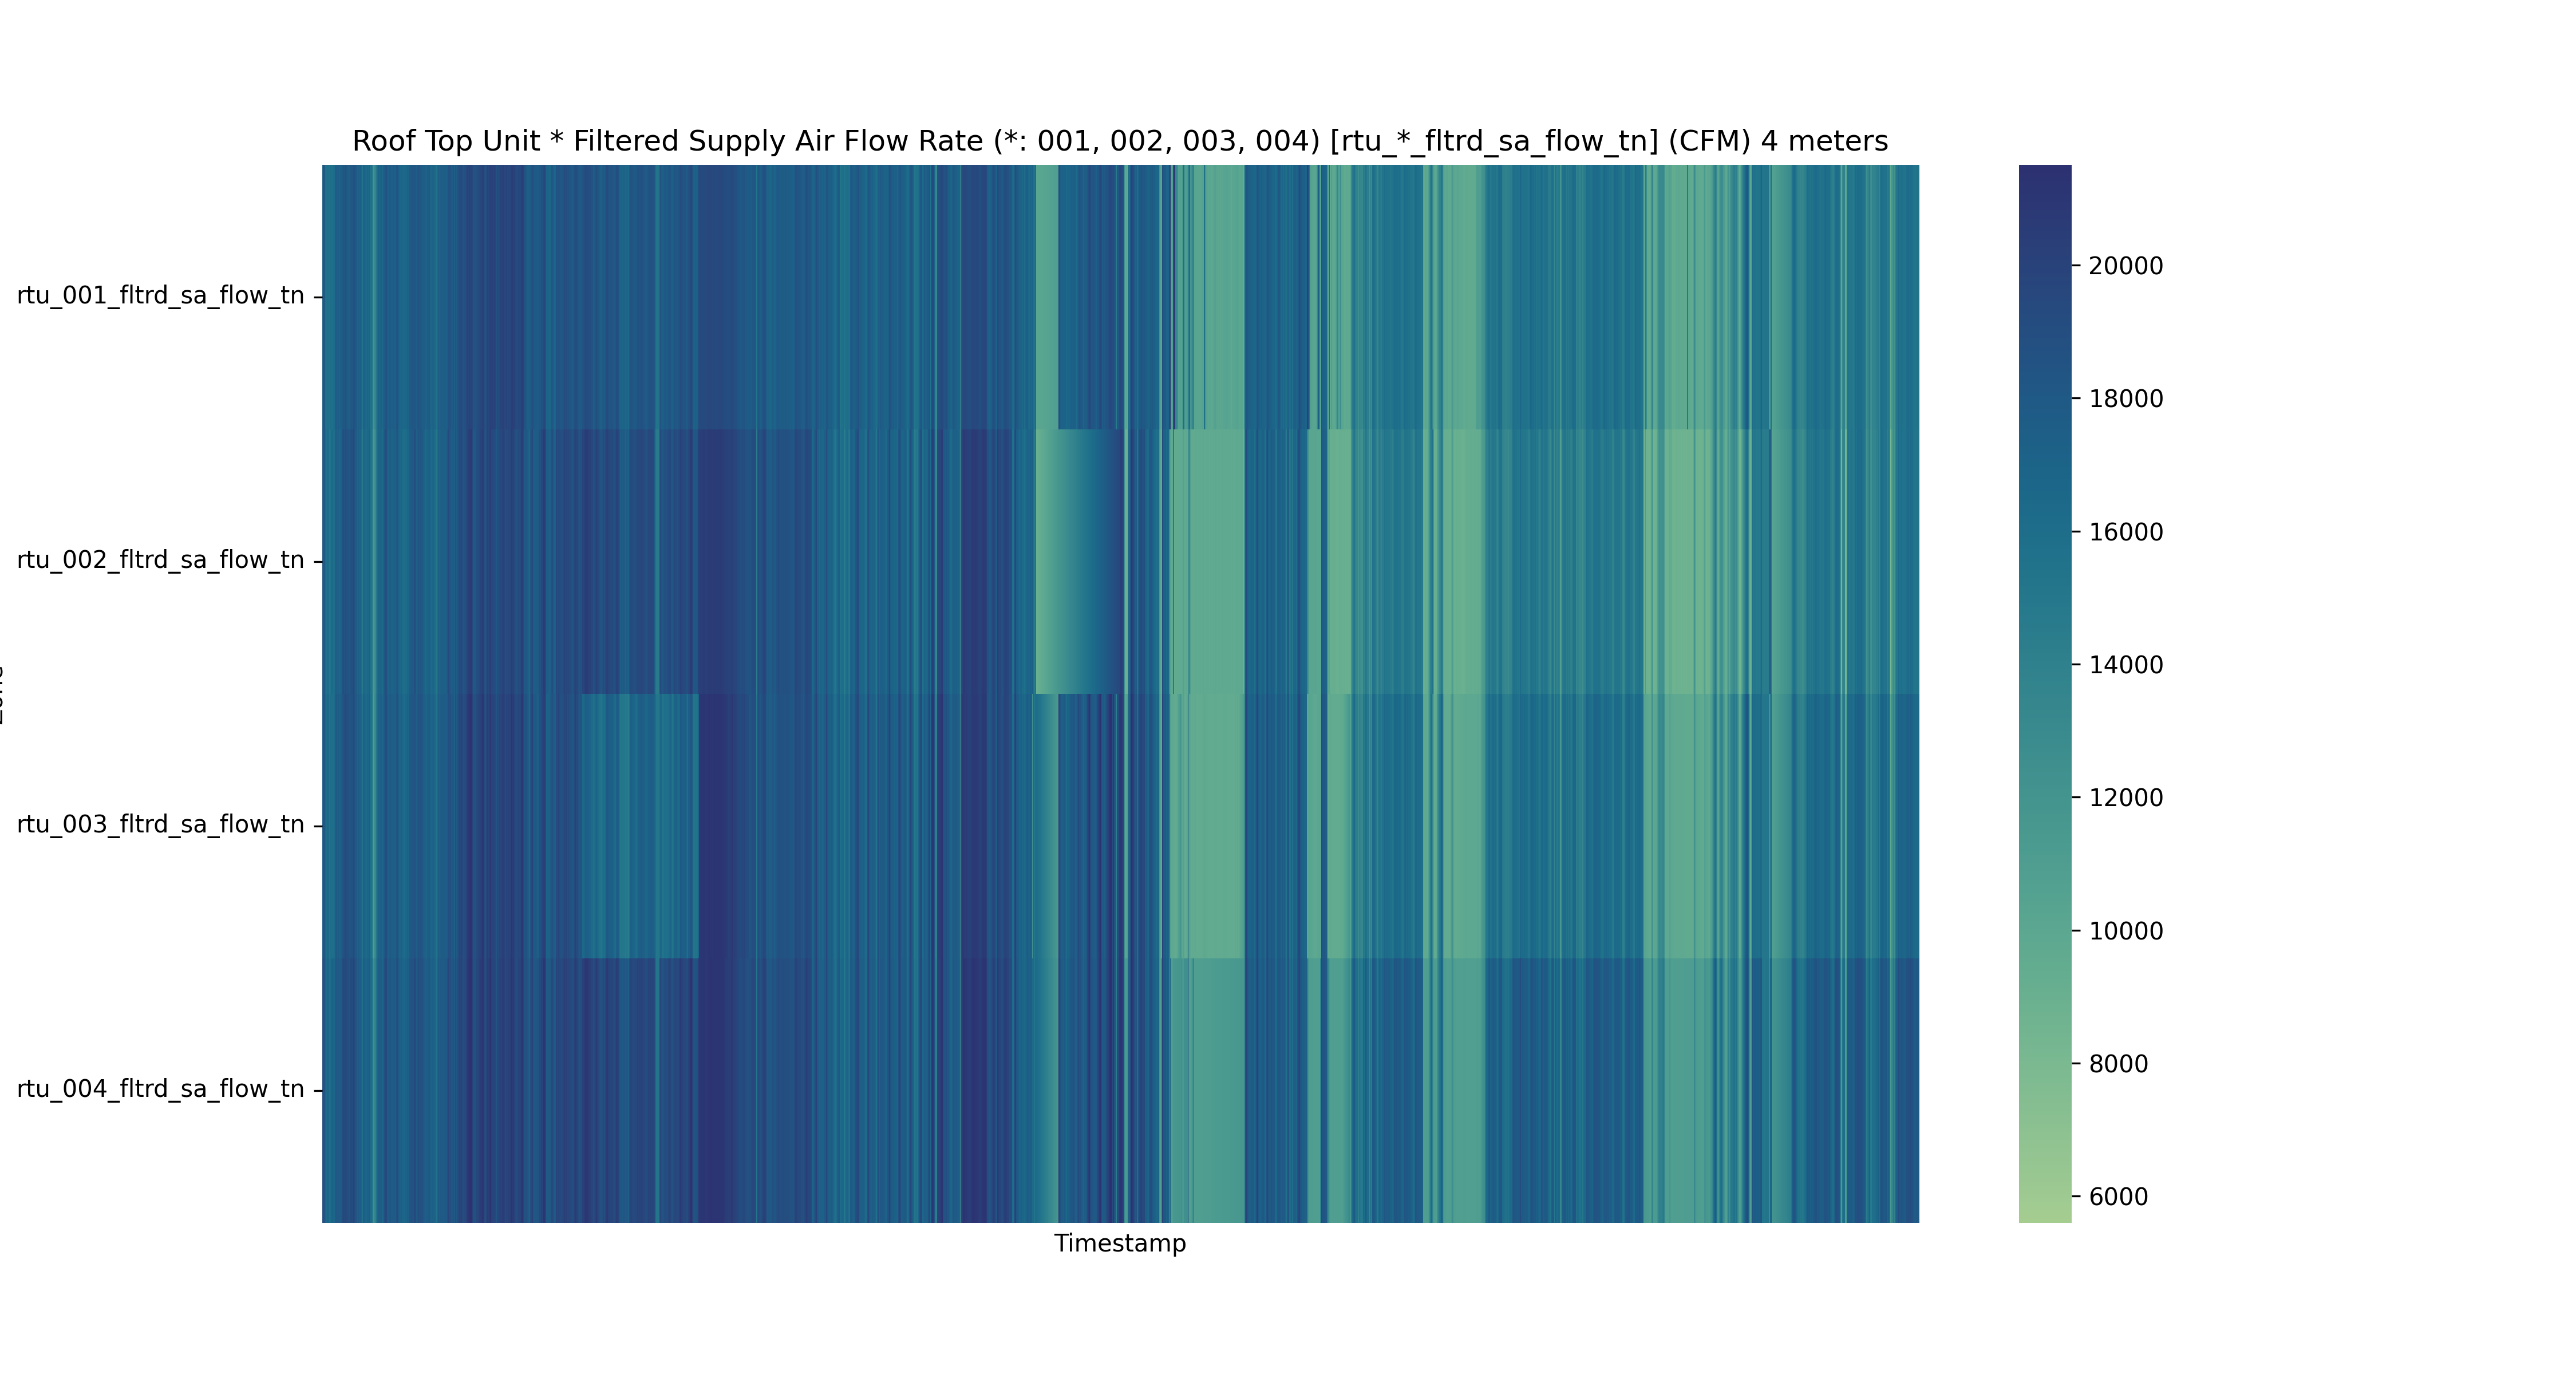 Roof Top Unit * Filtered Supply Air Flow Rate (*: 001, 002, 003, 004) [rtu_*_fltrd_sa_flow_tn] (CFM) 4 meters
rtu_001_fltrd_sa_flow_tn
rtu_002_fltrd_sa_flow_tn
rtu_003_fltrd_sa_flow_tn
rtu_004_fltrd_sa_flow_tn
Timestamp
20000
18000
16000
14000
12000
10000
8000
6000